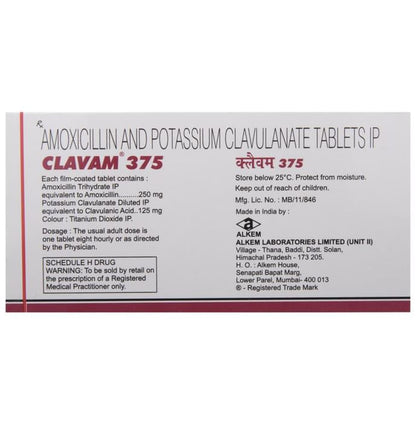 Rx
AMOXICILLIN AND POTASSIUM CLAVULANATE TABLETS IP
CLAVAM® 375
Each film-coated tablet contains :
Amoxicillin Trihydrate IP
equivalent to Amoxicillin..........250 mg
Potassium Clavulanate Diluted IP
equivalent to Clavulanic Acid..125 mg
Colour : Titanium Dioxide IP.
Dosage : The usual adult dose is
one tablet eight hourly or as directed
by the Physician.
SCHEDULE H DRUG
WARNING: To be sold by retail on
the prescription of a Registered
Medical Practitioner only.
क्लैवम 375
Store below 25°C. Protect from moisture.
Keep out of reach of children.
Mfg. Lic. No. : MB/11/846
Made in India by :
a
ALKEM
ALKEM LABORATORIES LIMITED (UNIT II)
Village - Thana, Baddi, Distt. Solan,
Himachal Pradesh - 173 205.
H. O. : Alkem House,
Senapati Bapat Marg,
Lower Parel, Mumbai- 400 013
® - Registered Trade Mark